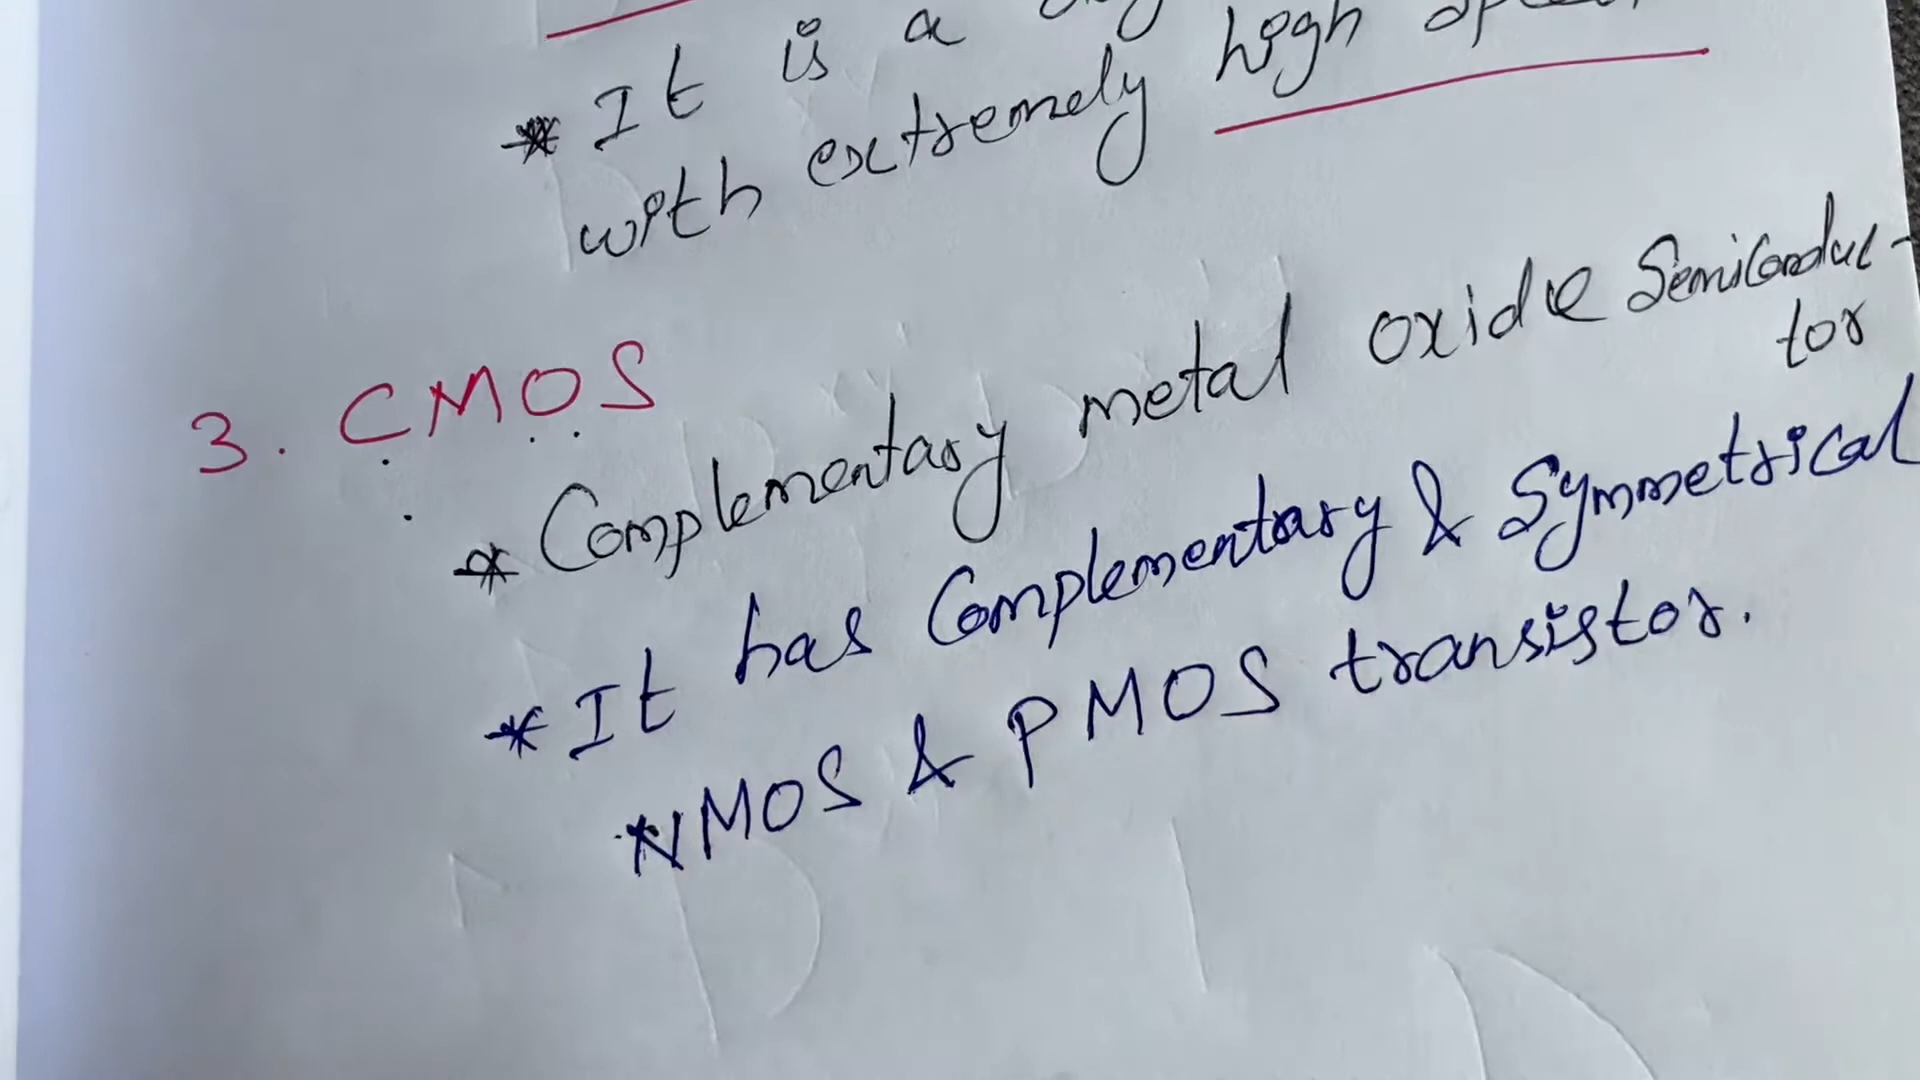 * It is a
with extremely high
3. CMOS
* Complementary metal oxide Semiconduc-
tor
* It has Complementary & Symmetrical
NMOS & PMOS transistor.